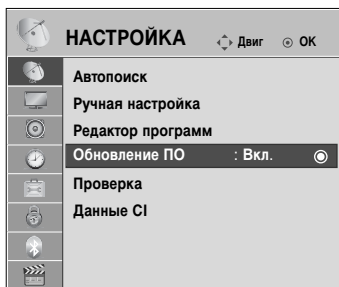 НАСТРОЙКА Двиг OK
Автопоиск
Ручная настройка
Редактор программ
Обновление ПО : Вкл.
Проверка
Данные CI